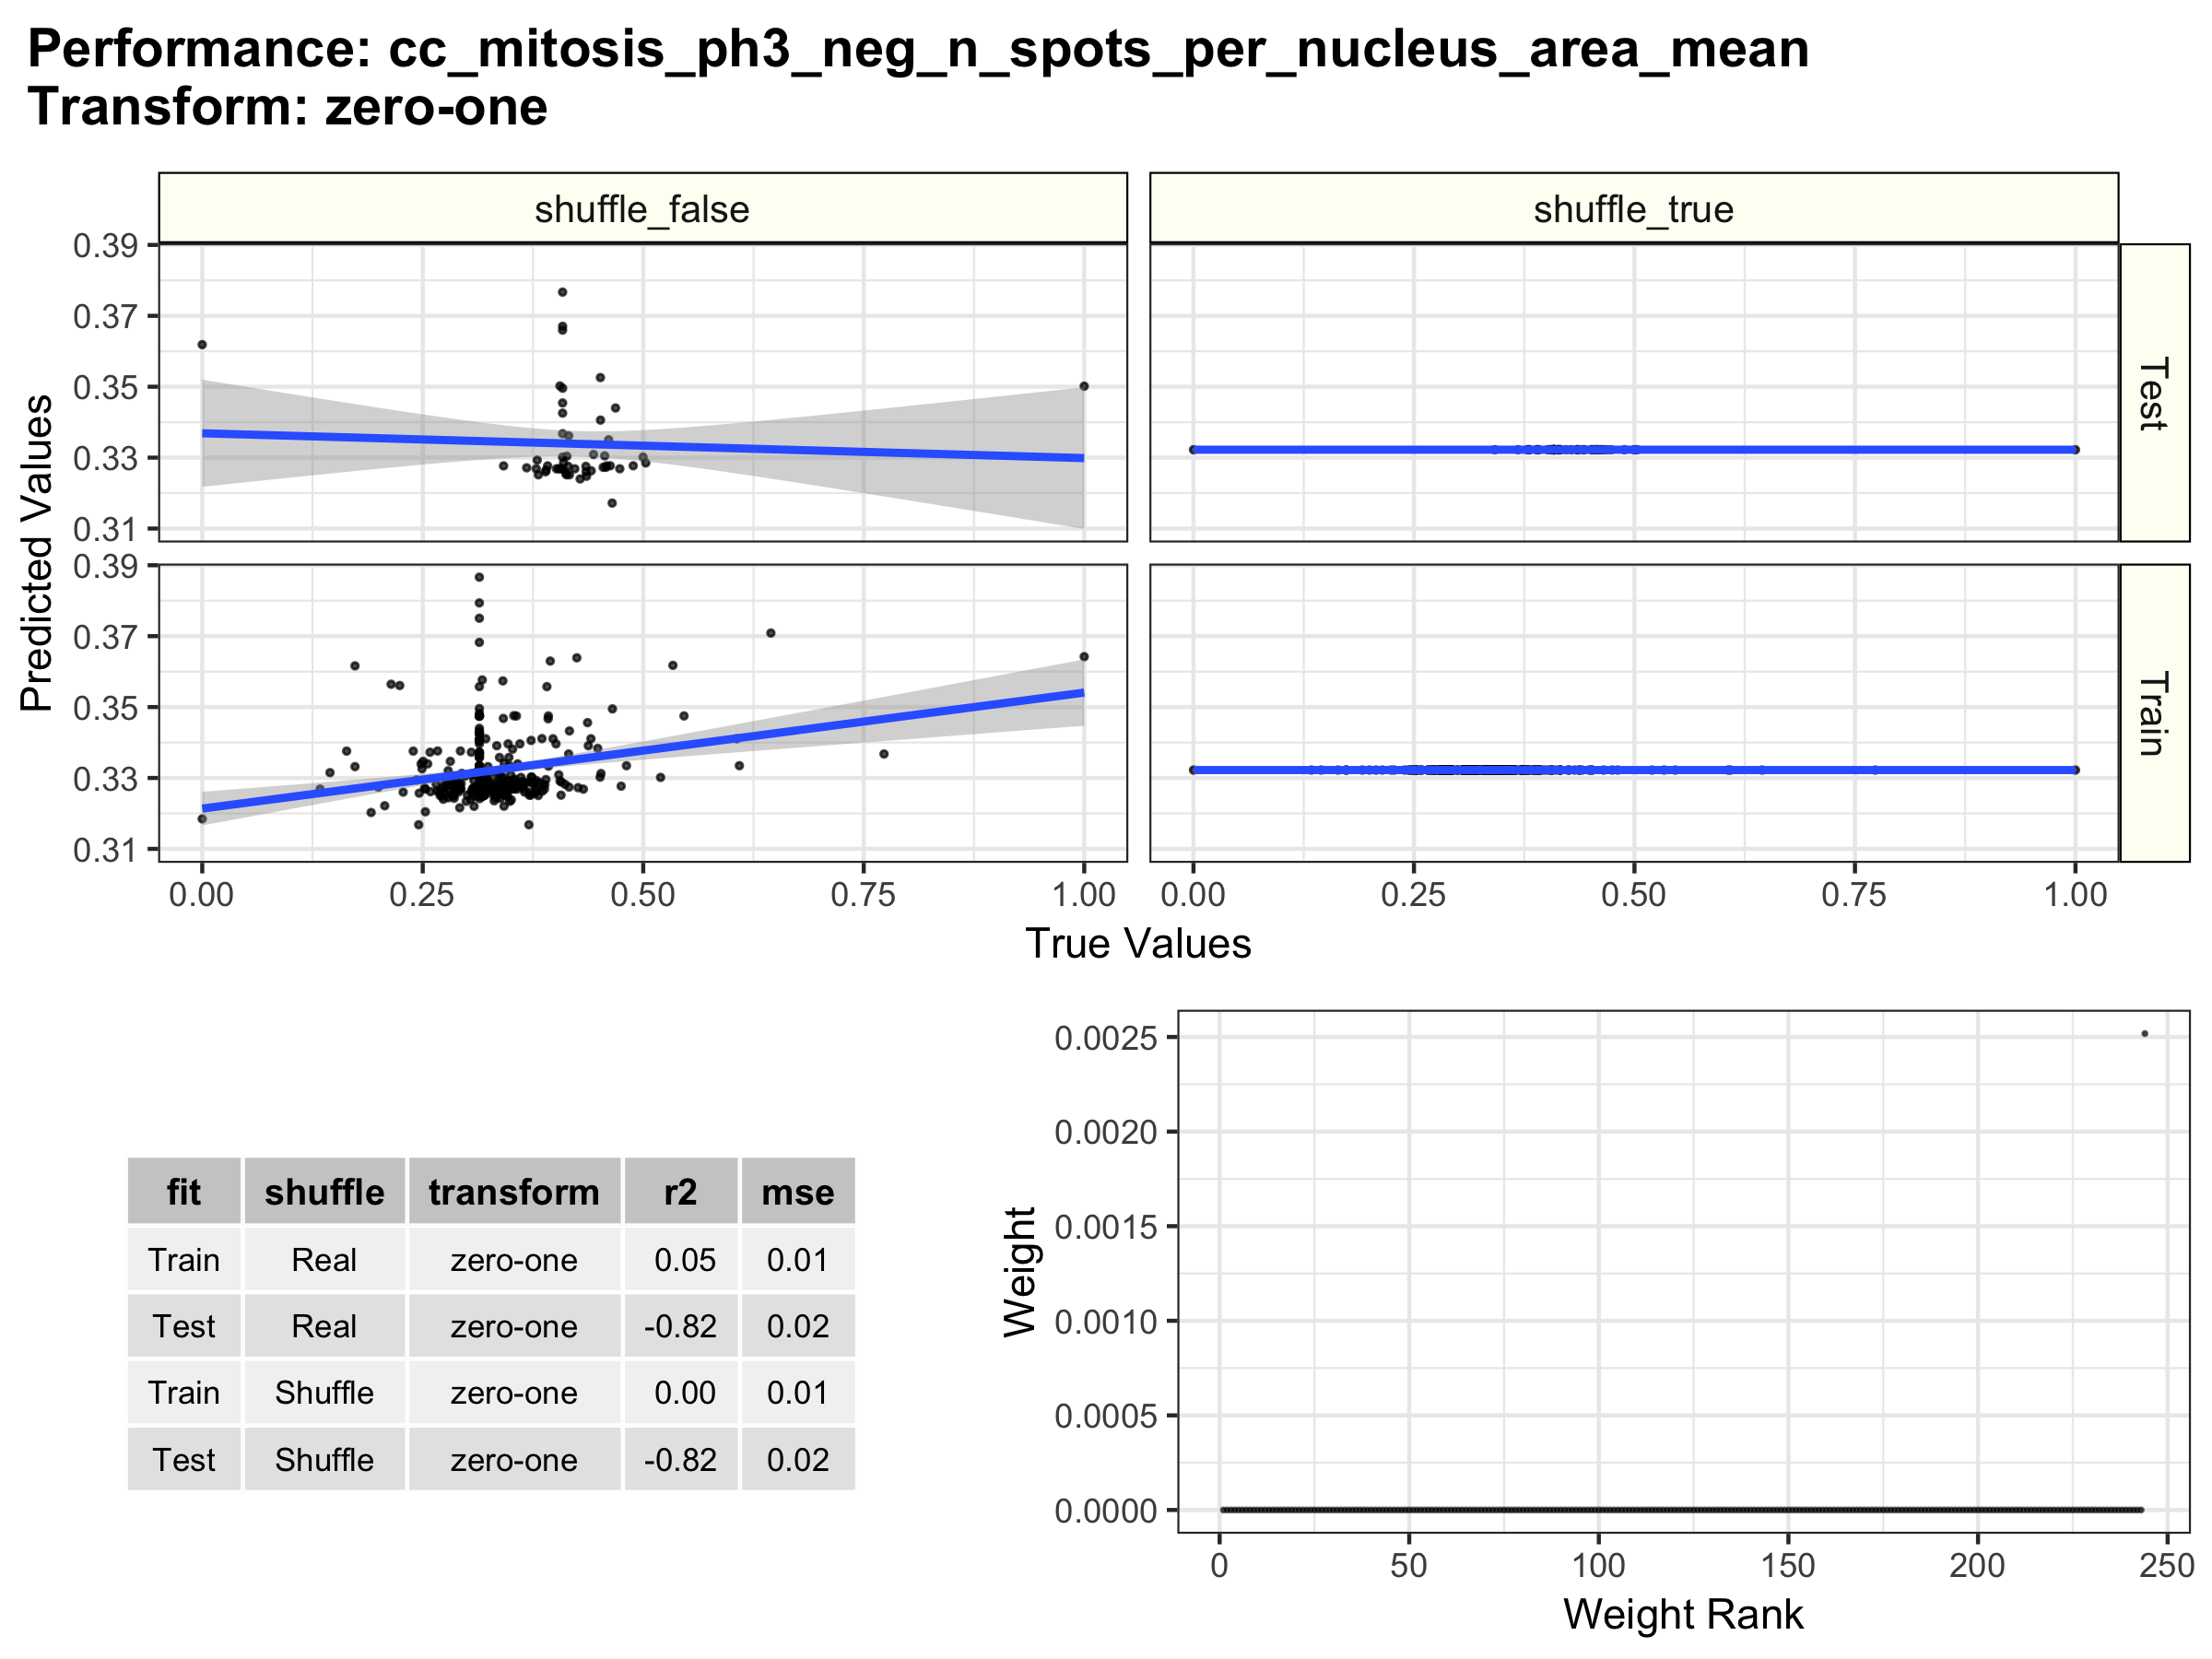 Performance: cc_mitosis_ph3_neg_n_spots_per_nucleus_area_mean
Transform: zero-one
shuffle_false
shuffle_true
0.39
0.37
0.35
0.33
0.31
Test
0.39
0.37
0.35
0.33
0.31
Train
Predicted Values
0.00 0.25 0.50 0.75 1.00
0.00 0.25 0.50 0.75 1.00
True Values
fit shuffle transform r2 mse
Train Real zero-one 0.05 0.01
Test Real zero-one -0.82 0.02
Train Shuffle zero-one 0.00 0.01
Test Shuffle zero-one -0.82 0.02
Weight
0.0025
0.0020
0.0015
0.0010
0.0005
0.0000
0 50 100 150 200 250
Weight Rank